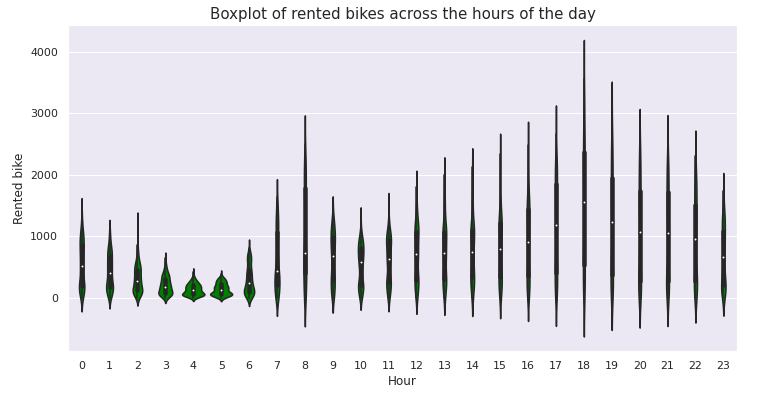 Boxplot of rented bikes across the hours of the day
Rented bike
4000
3000
2000
1000
0
0 1 2 3 4 5 6 7 8 9 10 11 12 13 14 15 16 17 18 19 20 21 22 23
Hour